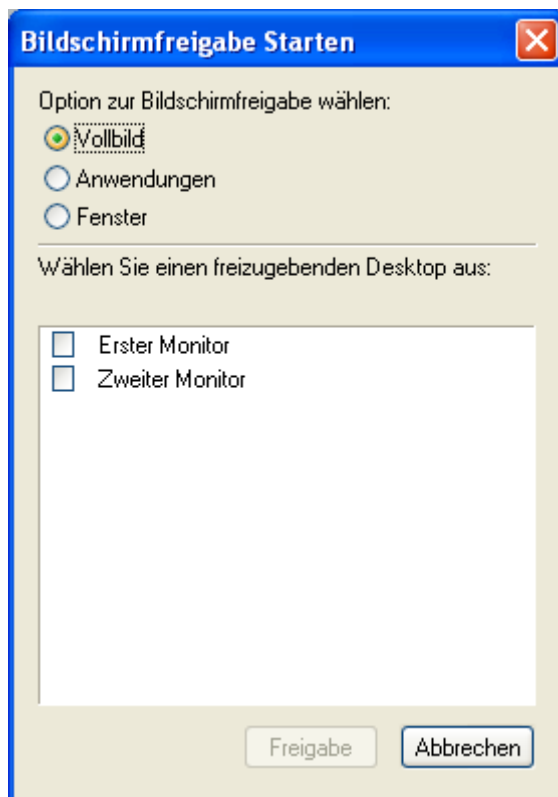 Bildschirmfreigabe Starten
Option zur Bildschirmfreigabe wählen:
Vollbild
Anwendungen
Fenster
Wählen Sie einen freizugebenden Desktop aus:
Erster Monitor
Zweiter Monitor
Freigabe Abbrechen